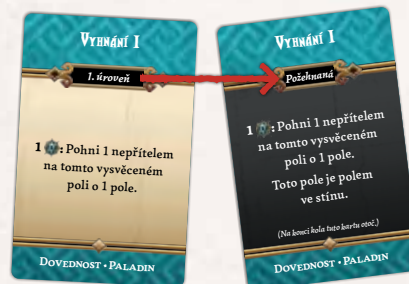 Vyhnání I
1. úroveň
1 : Pohni 1 nepřítelem
na tomto vysvěceném
poli o 1 pole.
Dovednost • Paladin
Vyhnání I
Požehnaná
1 : Pohni 1 nepřítelem
na tomto vysvěceném
poli o 1 pole.
Toto pole je polem
ve stínu.
(Na konci kola tuto kartu otoč.)
Dovednost • Paladin